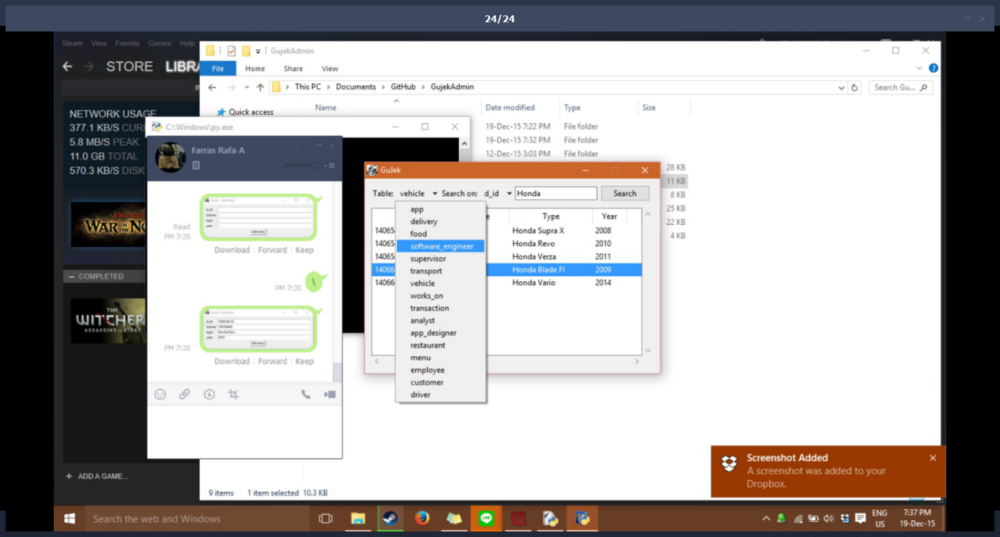 24/24
Steam View Friends Games Help
STORE LIBRA
NETWORK USAGE
377.1 KB/S CURR
5.8 MB/S PEAK
11.0 GB TOTAL
570.3 KB/S DISK
WAR IN THE NO
COMPLETED
THE
WITCHER
ASSASSINS of KINGS
+ ADD A GAME...
GujekAdmin
File Home Share View
This PC > Documents > GitHub > GujekAdmin
Search Gu...
Quick access
Name Date modified Type Size
19-Dec-15 7:22 PM File folder
19-Dec-15 7:32 PM File folder
12-Dec-15 3:03 PM File folder
28 KB
11 KB
8 KB
25 KB
22 KB
4 KB
9 items 1 item selected 10.3 KB
C:\Windows\py.exe
Farras Rafa A
Read
PM 7:35
Add entry
Download | Forward | Keep
PM 7:35
\
Honda Revo
2010
Edit entry
PM 7:35
Download | Forward | Keep
GuJek
Table: vehicle Search on: d_id Honda Search
e Type Year
14065 Honda Supra X 2008
14065 Honda Revo 2010
14065 Honda Verza 2011
14066 Honda Blade FI 2009
14066 Honda Vario 2014
app
delivery
food
software_engineer
supervisor
transport
vehicle
works_on
transaction
analyst
app_designer
restaurant
menu
employee
customer
driver
Screenshot Added
A screenshot was added to your
Dropbox.
Search the web and Windows
LINE
ENG
US
7:37 PM
19-Dec-15